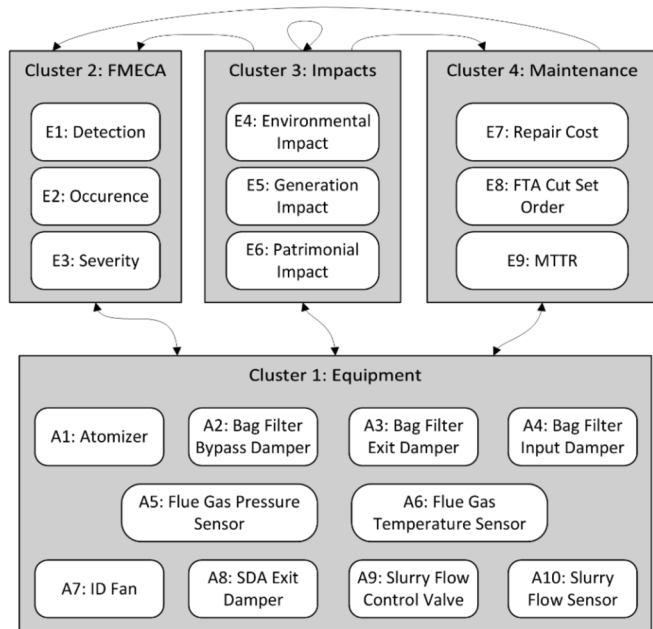 Cluster 2: FMECA
E1: Detection
E2: Occurence
E3: Severity
Cluster 3: Impacts
E4: Environmental
Impact
E5: Generation
Impact
E6: Patrimonial
Impact
Cluster 4: Maintenance
E7: Repair Cost
E8: FTA Cut Set
Order
E9: MTTR
Cluster 1: Equipment
A1: Atomizer
A2: Bag Filter
Bypass Damper
A3: Bag Filter
Exit Damper
A4: Bag Filter
Input Damper
A5: Flue Gas Pressure
Sensor
A6: Flue Gas
Temperature Sensor
A7: ID Fan
A8: SDA Exit
Damper
A9: Slurry Flow
Control Valve
A10: Slurry
Flow Sensor